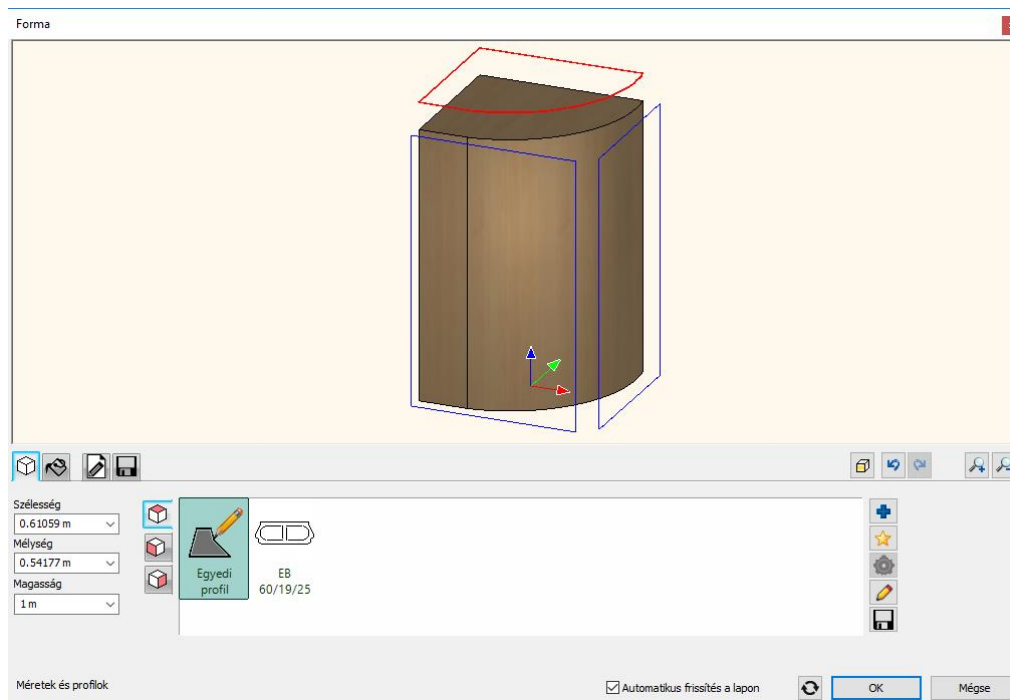 Forma
Szélesség
0.61059 m
Mélység
0.54177 m
Magasság
1 m
Egyedi
profil
EB
60/19/25
Méretek és profilok
Automatikus frissítés a lapon
OK
Mégse